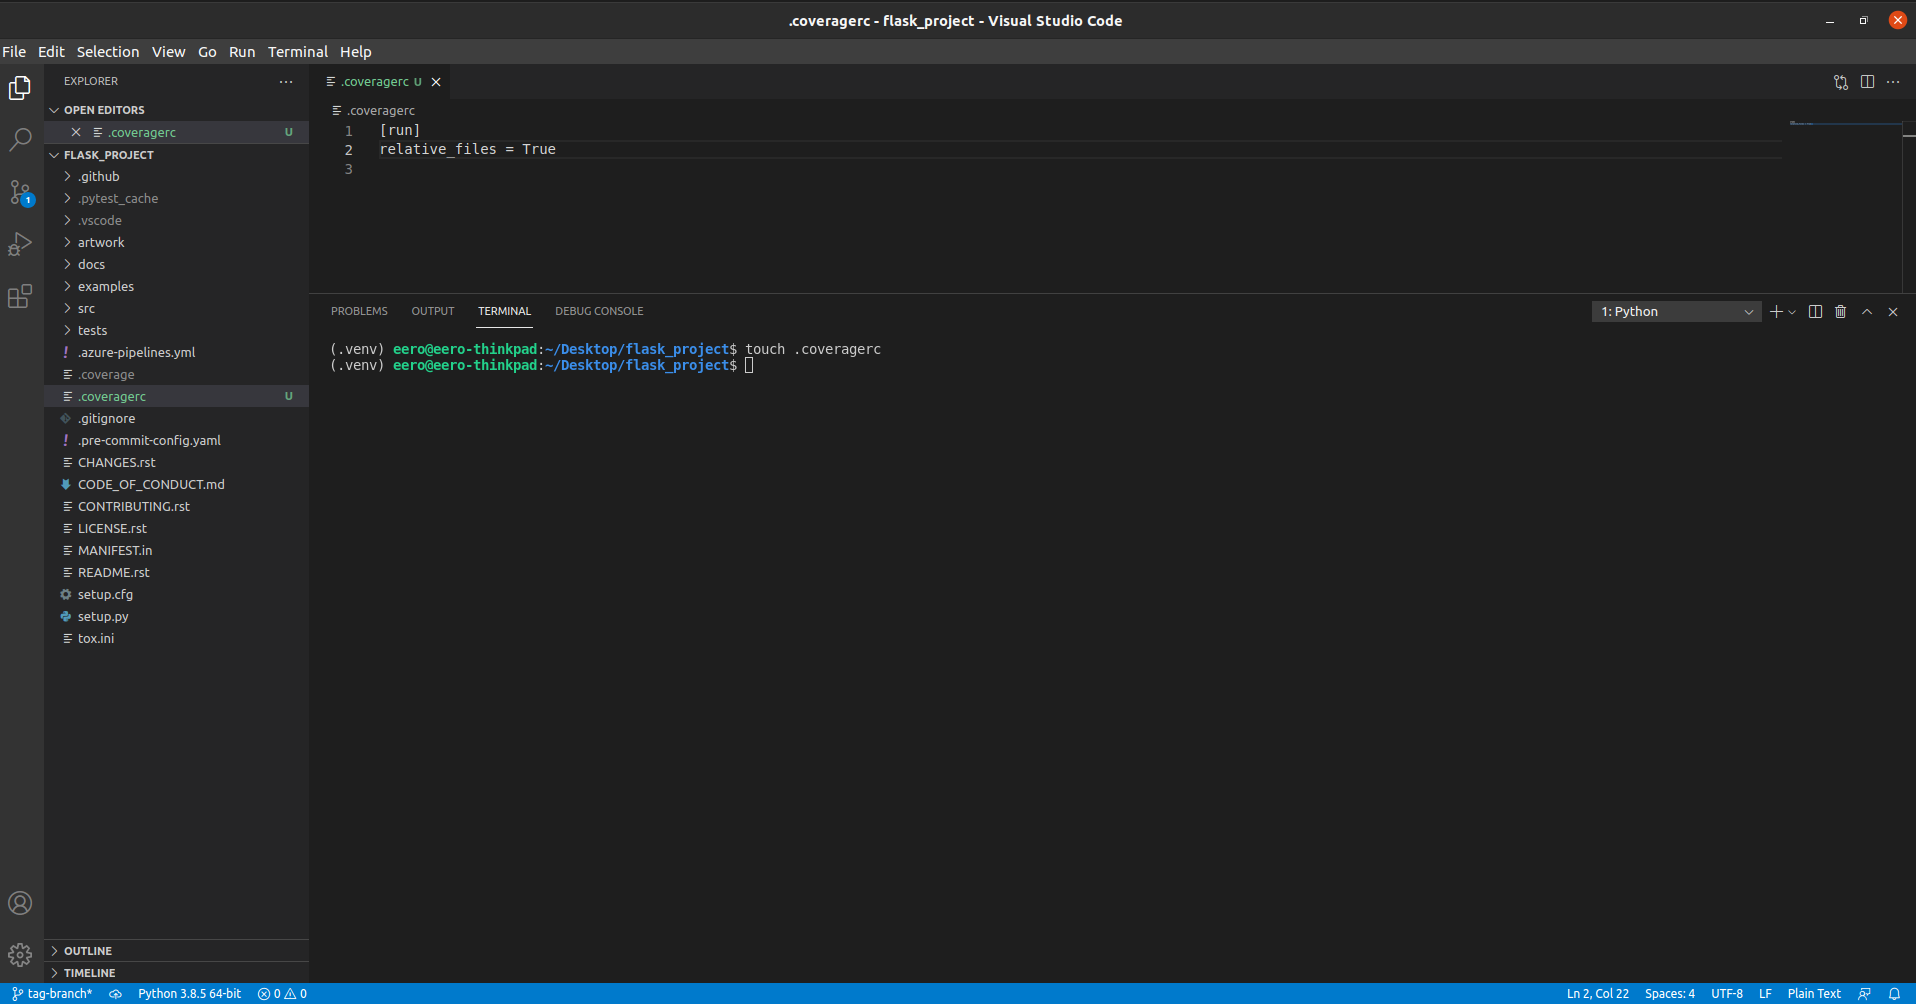 .coveragerc - flask_project - Visual Studio Code
File Edit Selection View Go Run Terminal Help
EXPLORER
OPEN EDITORS
.coveragerc U
FLASK_PROJECT
.github
.pytest_cache
.vscode
artwork
docs
examples
src
tests
.azure-pipelines.yml
.coverage
.coveragerc U
.gitignore
.pre-commit-config.yaml
CHANGES.rst
CODE_OF_CONDUCT.md
CONTRIBUTING.rst
LICENSE.rst
MANIFEST.in
README.rst
setup.cfg
setup.py
tox.ini
OUTLINE
TIMELINE
1
.coveragerc U
.coveragerc
1 [run]
2 relative_files = True
3
PROBLEMS OUTPUT TERMINAL DEBUG CONSOLE
1: Python
(.venv) eero@eero-thinkpad:~/Desktop/flask_project$ touch .coveragerc
(.venv) eero@eero-thinkpad:~/Desktop/flask_project$
tag-branch* Python 3.8.5 64-bit 0 0 Ln 2, Col 22 Spaces: 4 UTF-8 LF Plain Text